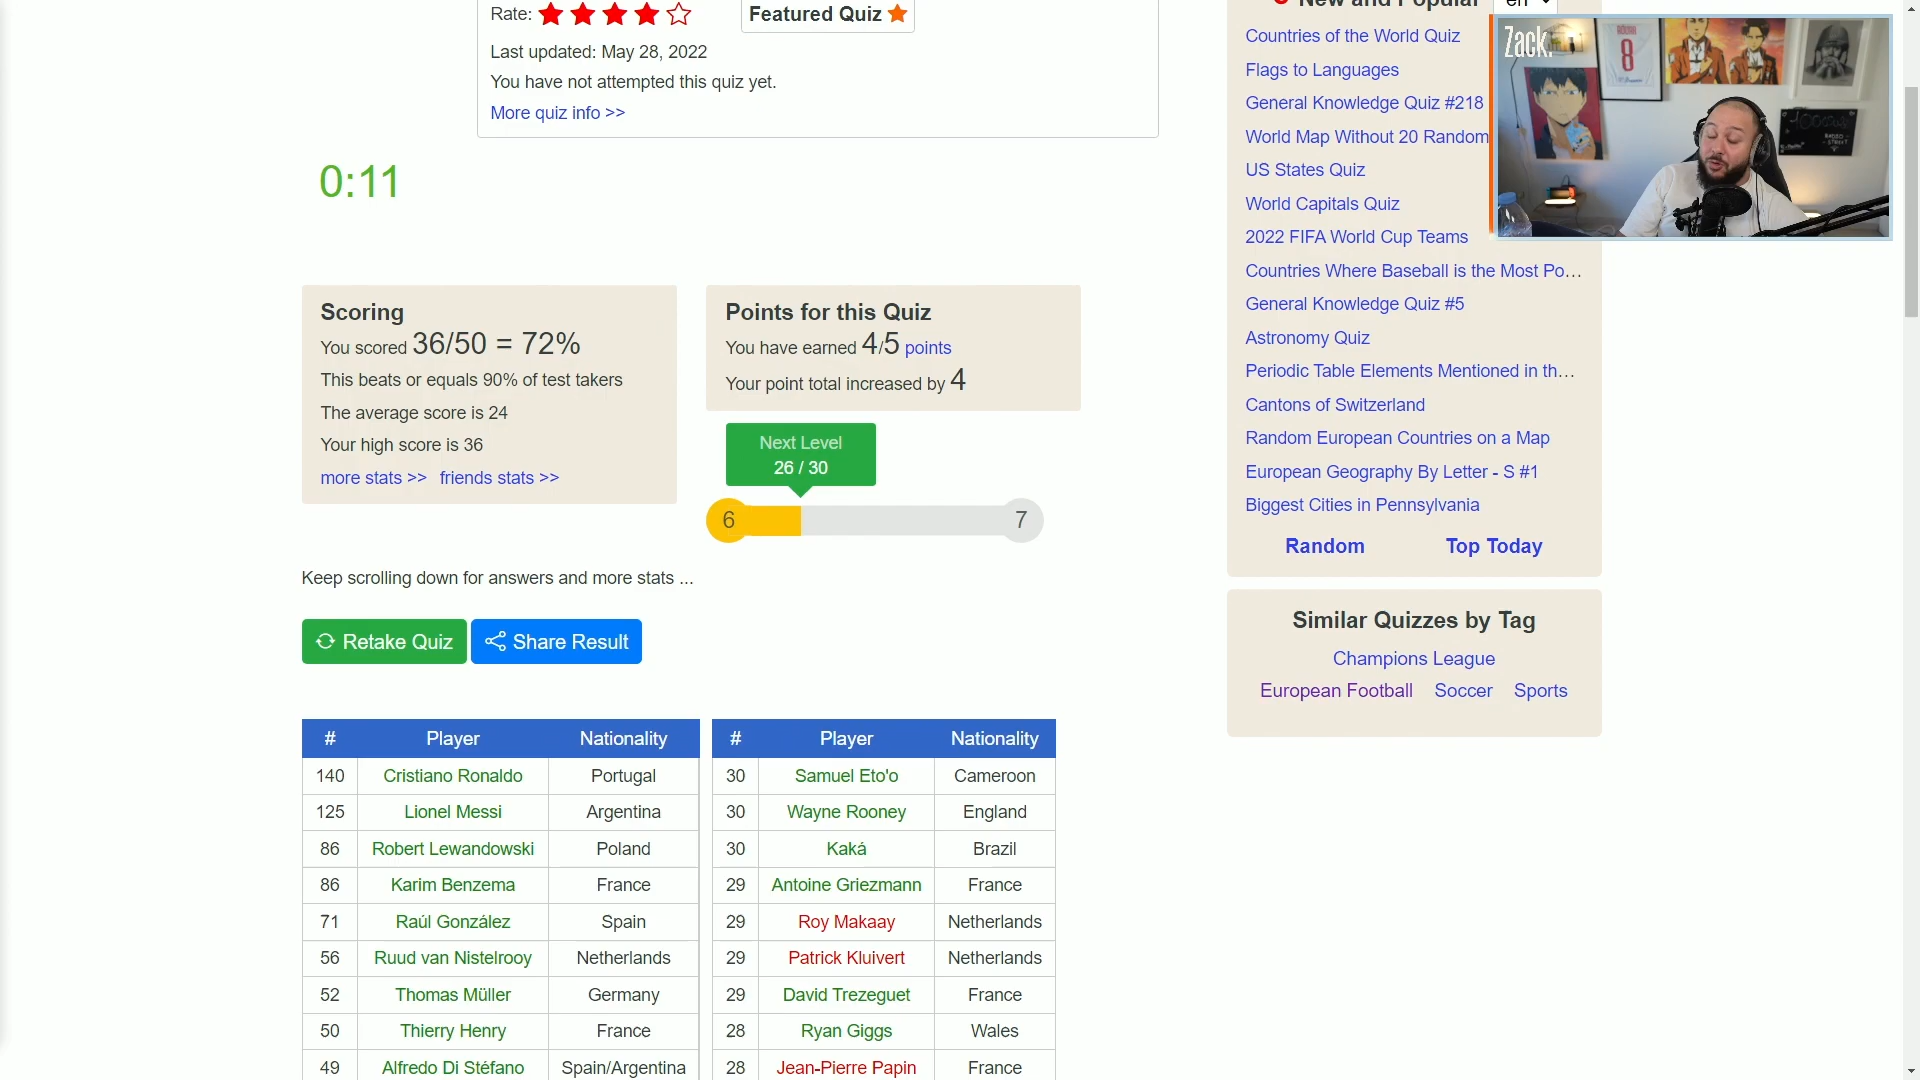 Rate:
Featured Quiz
Last updated: May 28, 2022
You have not attempted this quiz yet.
More quiz info >>
0:11
Scoring
You scored 36/50 = 72%
This beats or equals 90% of test takers
The average score is 24
Your high score is 36
more stats >> friends stats >>
Points for this Quiz
You have earned 4/5 points
Your point total increased by 4
Next Level
26 / 30
6 7
Keep scrolling down for answers and more stats ...
Retake Quiz Share Result
# Player Nationality # Player Nationality
140 Cristiano Ronaldo Portugal 30 Samuel Eto'o Cameroon
125 Lionel Messi Argentina 30 Wayne Rooney England
86 Robert Lewandowski Poland 30 Kaká Brazil
86 Karim Benzema France 29 Antoine Griezmann France
71 Raúl González Spain 29 Roy Makaay Netherlands
56 Ruud van Nistelrooy Netherlands 29 Patrick Kluivert Netherlands
52 Thomas Müller Germany 29 David Trezeguet France
50 Thierry Henry France 28 Ryan Giggs Wales
49 Alfredo Di Stéfano Spain/Argentina 28 Jean-Pierre Papin France
New and Popular en
Countries of the World Quiz
Flags to Languages
General Knowledge Quiz #218
World Map Without 20 Random
US States Quiz
World Capitals Quiz
2022 FIFA World Cup Teams
Countries Where Baseball is the Most Po...
General Knowledge Quiz #5
Astronomy Quiz
Periodic Table Elements Mentioned in th...
Cantons of Switzerland
Random European Countries on a Map
European Geography By Letter - S #1
Biggest Cities in Pennsylvania
Random Top Today
Similar Quizzes by Tag
Champions League
European Football Soccer Sports
Zack.
8